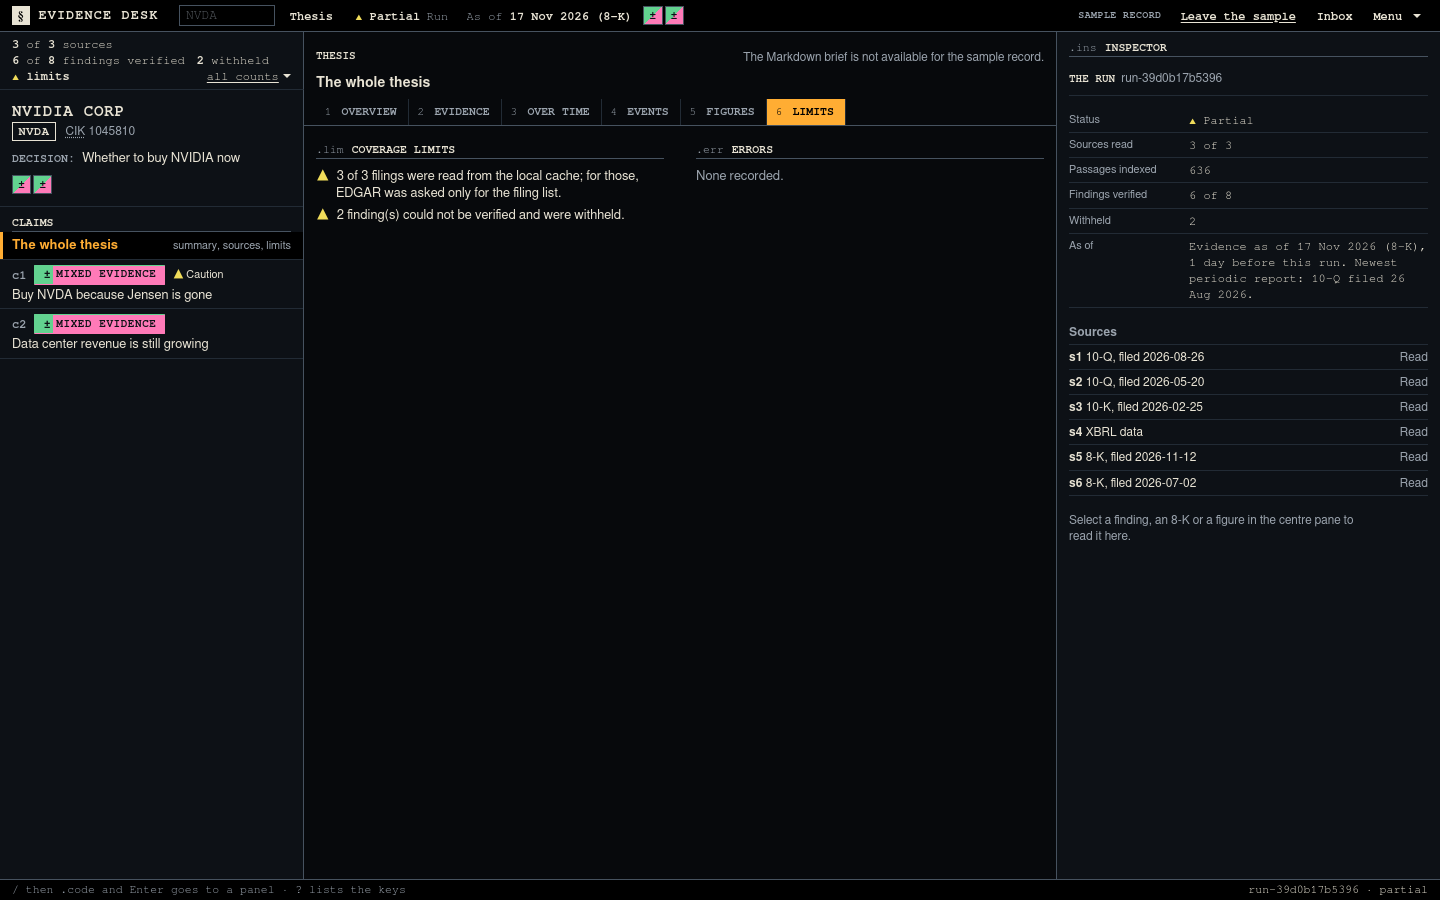 § EVIDENCE DESK NVDA Thesis ▲ Partial Run As of 17 Nov 2026 (8-K) ± ± SAMPLE RECORD Leave the sample Inbox Menu
3 of 3 sources
6 of 8 findings verified 2 withheld
▲ limits all counts
NVIDIA CORP
NVDA CIK 1045810
DECISION: Whether to buy NVIDIA now
± ±
CLAIMS
The whole thesis summary, sources, limits
c1 ± MIXED EVIDENCE ▲ Caution
Buy NVDA because Jensen is gone
c2 ± MIXED EVIDENCE
Data center revenue is still growing
THESIS The Markdown brief is not available for the sample record.
The whole thesis
1 OVERVIEW 2 EVIDENCE 3 OVER TIME 4 EVENTS 5 FIGURES 6 LIMITS
.lim COVERAGE LIMITS
▲ 3 of 3 filings were read from the local cache; for those,
EDGAR was asked only for the filing list.
▲ 2 finding(s) could not be verified and were withheld.
.err ERRORS
None recorded.
.ins INSPECTOR
THE RUN run-39d0b17b5396
Status ▲ Partial
Sources read 3 of 3
Passages indexed 636
Findings verified 6 of 8
Withheld 2
As of Evidence as of 17 Nov 2026 (8-K),
1 day before this run. Newest
periodic report: 10-Q filed 26
Aug 2026.
Sources
s1 10-Q, filed 2026-08-26 Read
s2 10-Q, filed 2026-05-20 Read
s3 10-K, filed 2026-02-25 Read
s4 XBRL data Read
s5 8-K, filed 2026-11-12 Read
s6 8-K, filed 2026-07-02 Read
Select a finding, an 8-K or a figure in the centre pane to
read it here.
/ then .code and Enter goes to a panel · ? lists the keys run-39d0b17b5396 · partial